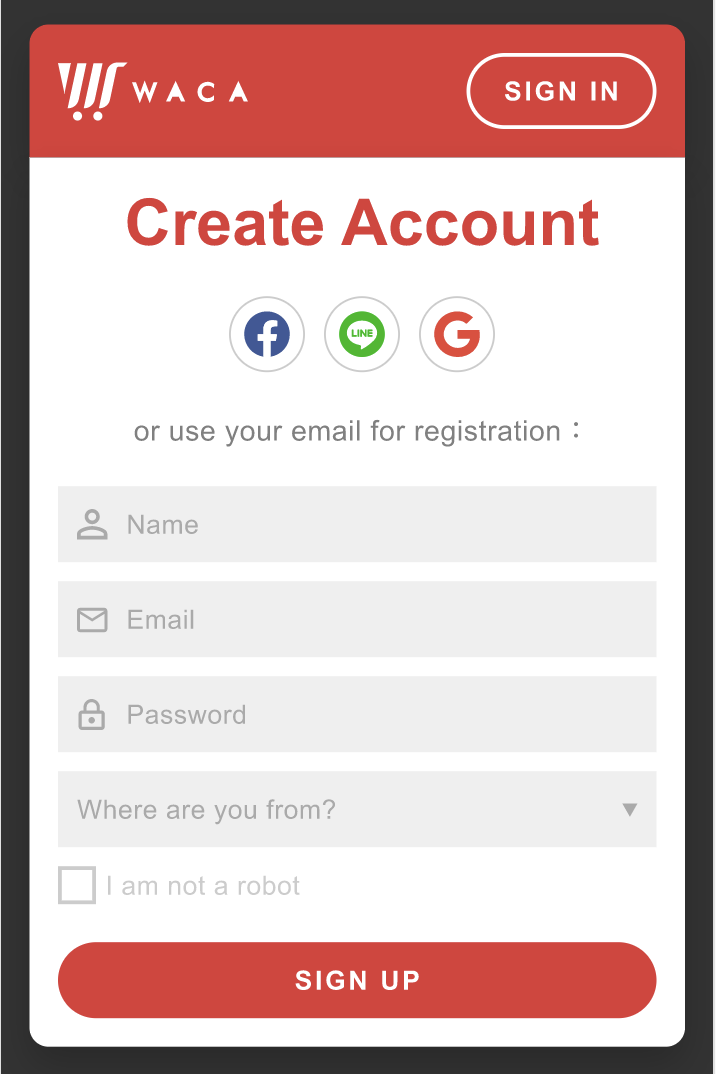 WACA
SIGN IN
Create Account
LINE
or use your email for registration：
Name
Email
Password
Where are you from?
I am not a robot
SIGN UP